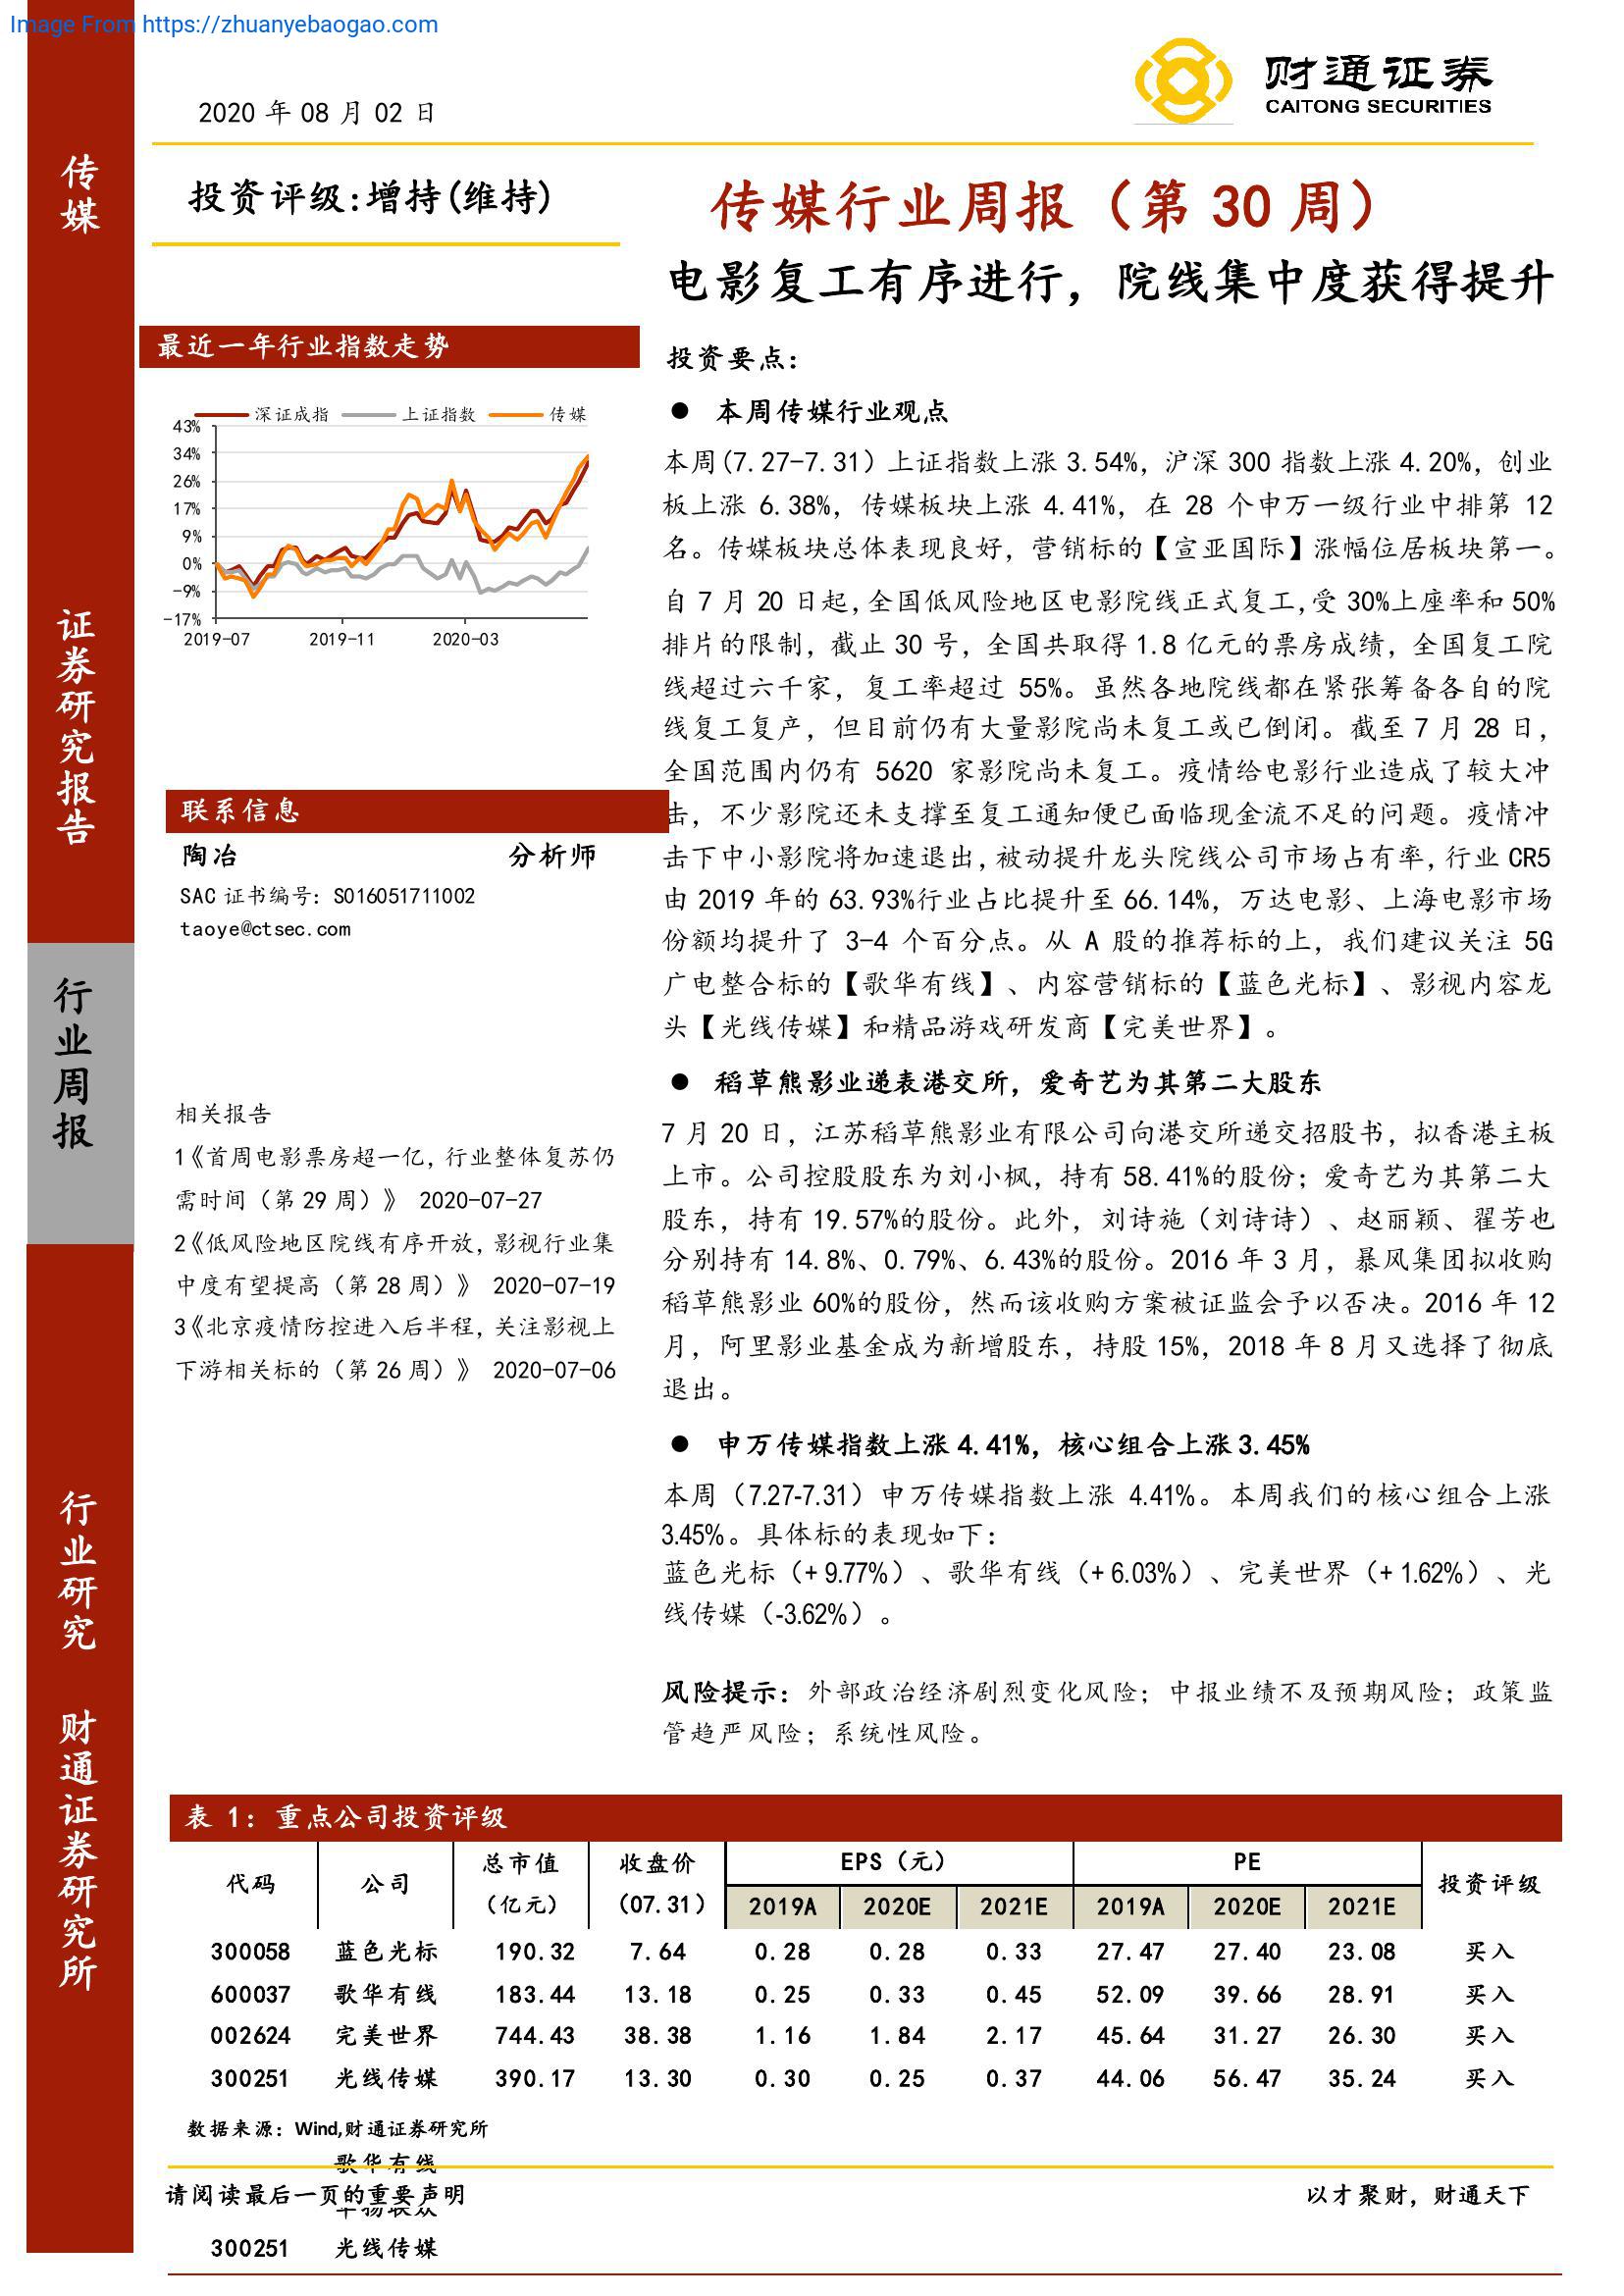 Image From https://zhuanyebaogao.com
2020 年 08 月 02 日
财通证券
CAITONG SECURITIES
传媒
证券研究报告
行业周报
行业研究
财通证券研究所
投资评级:增持(维持)
传媒行业周报（第 30 周）
电影复工有序进行，院线集中度获得提升
最近一年行业指数走势
深证成指 上证指数 传媒
43%
34%
26%
17%
9%
0%
-9%
-17%
2019-07 2019-11 2020-03
联系信息
陶冶 分析师
SAC 证书编号：S016051711002
taoye@ctsec.com
相关报告
1《首周电影票房超一亿，行业整体复苏仍
需时间（第 29 周）》 2020-07-27
2《低风险地区院线有序开放，影视行业集
中度有望提高（第 28 周）》 2020-07-19
3《北京疫情防控进入后半程，关注影视上
下游相关标的（第 26 周）》 2020-07-06
投资要点：
● 本周传媒行业观点
本周(7.27-7.31) 上证指数上涨 3.54%，沪深 300 指数上涨 4.20%，创业
板上涨 6.38%，传媒板块上涨 4.41%，在 28 个申万一级行业中排第 12
名。传媒板块总体表现良好，营销标的【宣亚国际】涨幅位居板块第一。
自 7 月 20 日起,全国低风险地区电影院线正式复工,受 30%上座率和 50%
排片的限制，截止 30 号，全国共取得 1.8 亿元的票房成绩，全国复工院
线超过六千家，复工率超过 55%。虽然各地院线都在紧张筹备各自的院
线复工复产，但目前仍有大量影院尚未复工或已倒闭。截至 7 月 28 日，
全国范围内仍有 5620 家影院尚未复工。疫情给电影行业造成了较大冲
击，不少影院还未支撑至复工通知便已面临现金流不足的问题。疫情冲
击下中小影院将加速退出,被动提升龙头院线公司市场占有率,行业 CR5
由 2019 年的 63.93%行业占比提升至 66.14%，万达电影、上海电影市场
份额均提升了 3-4 个百分点。从 A 股的推荐标的上，我们建议关注 5G
广电整合标的【歌华有线】、内容营销标的【蓝色光标】、影视内容龙
头【光线传媒】和精品游戏研发商【完美世界】。
● 稻草熊影业递表港交所，爱奇艺为其第二大股东
7 月 20 日，江苏稻草熊影业有限公司向港交所递交招股书，拟香港主板
上市。公司控股股东为刘小枫，持有 58.41%的股份；爱奇艺为其第二大
股东，持有 19.57%的股份。此外，刘诗施（刘诗诗）、赵丽颖、翟芳也
分别持有 14.8%、0.79%、6.43%的股份。2016 年 3 月，暴风集团拟收购
稻草熊影业 60%的股份，然而该收购方案被证监会予以否决。2016 年 12
月，阿里影业基金成为新增股东，持股 15%，2018 年 8 月又选择了彻底
退出。
● 申万传媒指数上涨 4.41%，核心组合上涨 3.45%
本周（7.27-7.31）申万传媒指数上涨 4.41%。本周我们的核心组合上涨
3.45%。具体标的表现如下：
蓝色光标（+ 9.77%）、歌华有线（+ 6.03%）、完美世界（+ 1.62%）、光
线传媒（-3.62%）。
风险提示：外部政治经济剧烈变化风险；中报业绩不及预期风险；政策监
管趋严风险；系统性风险。
表 1：重点公司投资评级
代码 公司 总市值（亿元） 收盘价（07.31） EPS（元） PE 投资评级
2019A 2020E 2021E 2019A 2020E 2021E
300058 蓝色光标 190.32 7.64 0.28 0.28 0.33 27.47 27.40 23.08 买入
600037 歌华有线 183.44 13.18 0.25 0.33 0.45 52.09 39.66 28.91 买入
002624 完美世界 744.43 38.38 1.16 1.84 2.17 45.64 31.27 26.30 买入
300251 光线传媒 390.17 13.30 0.30 0.25 0.37 44.06 56.47 35.24 买入
数据来源：Wind,财通证券研究所
歌华有线
请阅读最后一页的重要声明 以才聚财，财通天下
300251 光线传媒